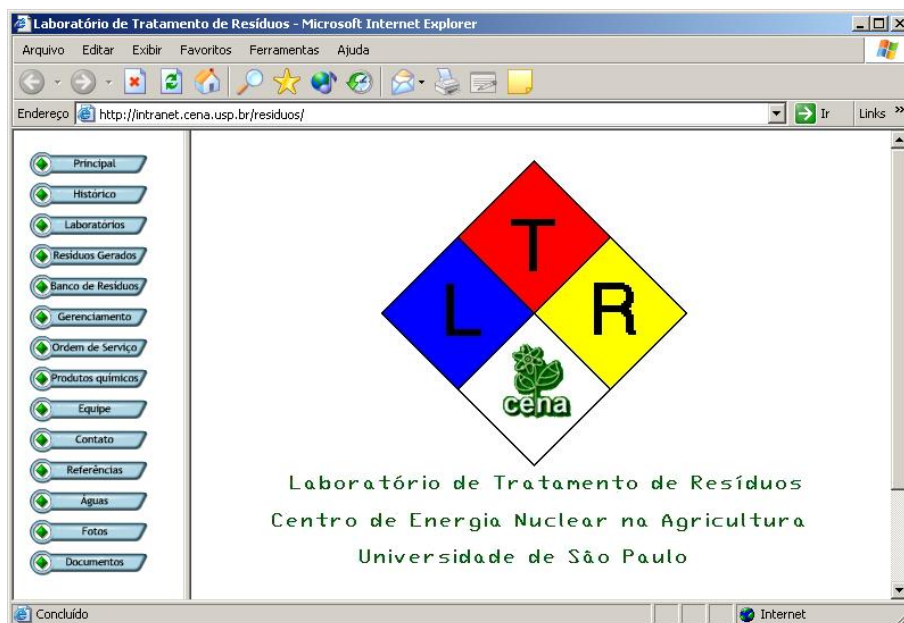 Laboratório de Tratamento de Resíduos - Microsoft Internet Explorer
Arquivo Editar Exibir Favoritos Ferramentas Ajuda
Endereço http://intranet.cena.usp.br/residuos/ Ir Links »
Principal
Histórico
Laboratórios
Resíduos Gerados
Banco de Resíduos
Gerenciamento
Ordem de Serviço
Produtos químicos
Equipe
Contato
Referências
Águas
Fotos
Documentos
T
L R
cena
Laboratório de Tratamento de Resíduos
Centro de Energia Nuclear na Agricultura
Universidade de São Paulo
Concluído Internet